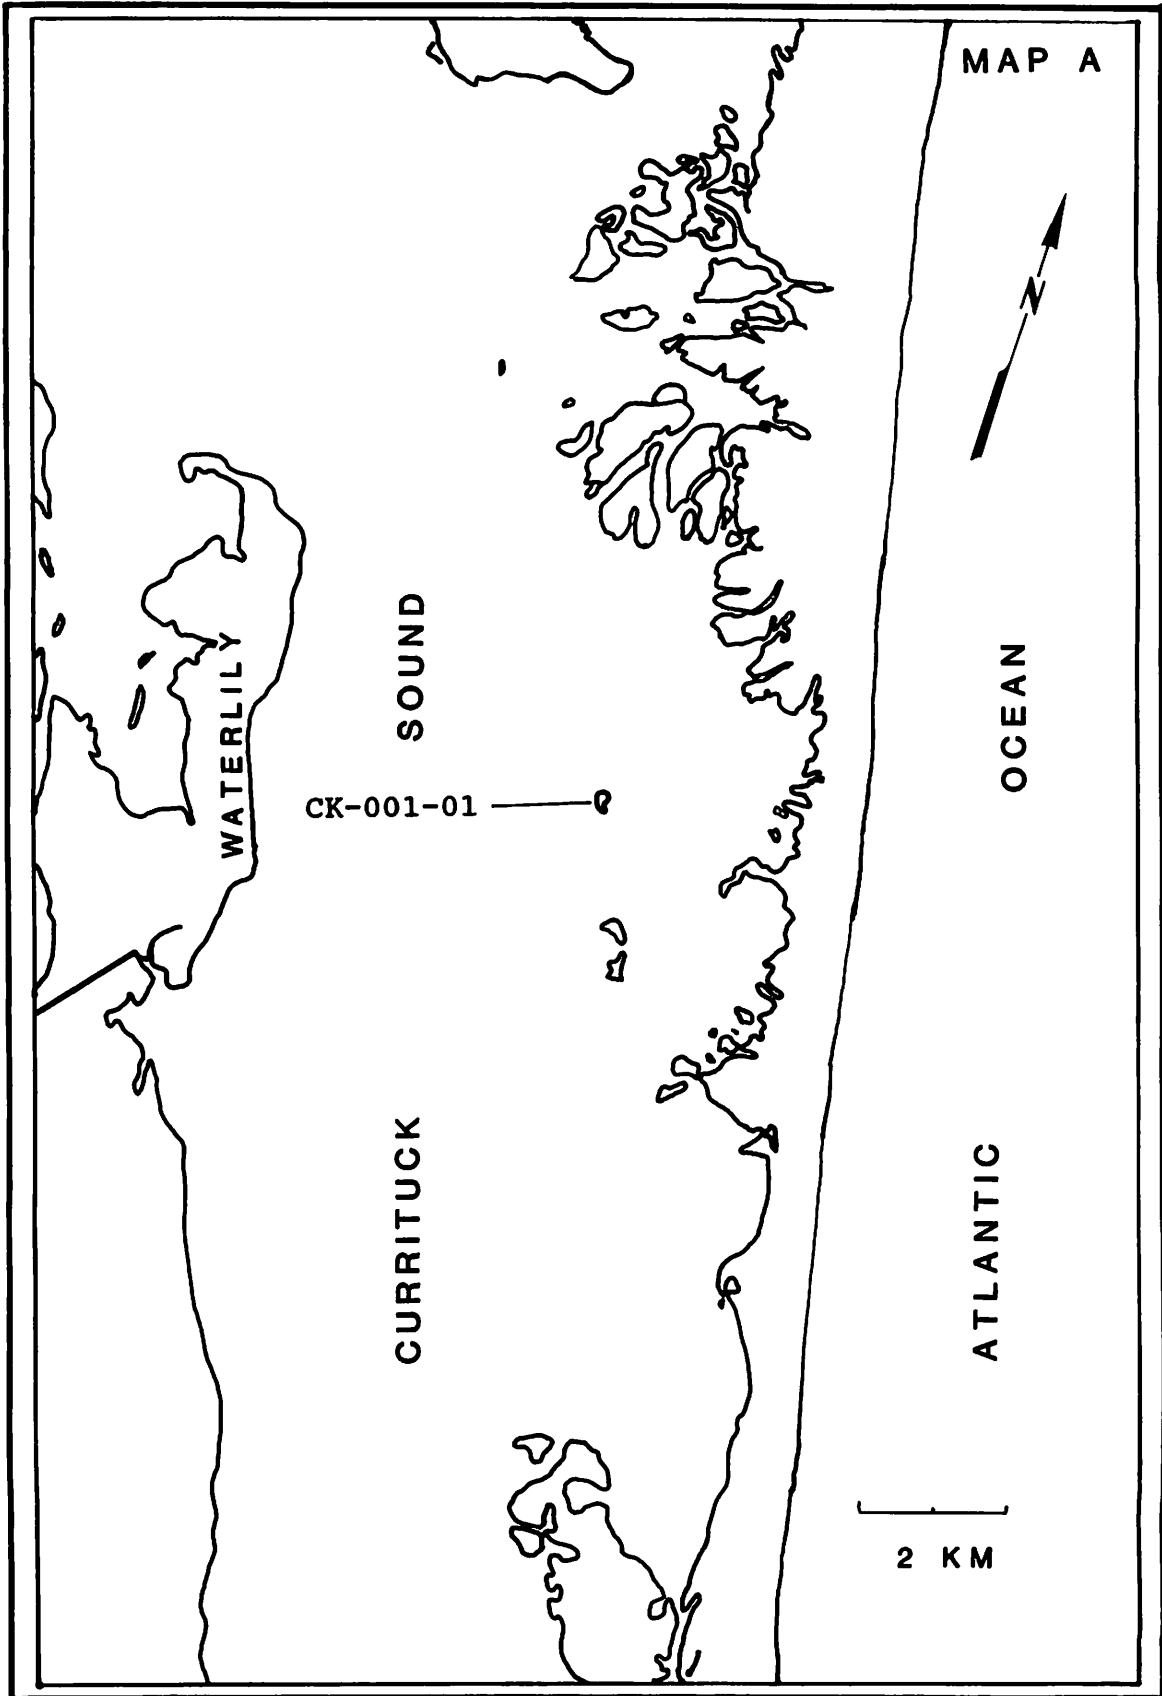 MAP A
N
SOUND
OCEAN
WATERLILY
CK-001-01
CURRITUCK
ATLANTIC
2 KM